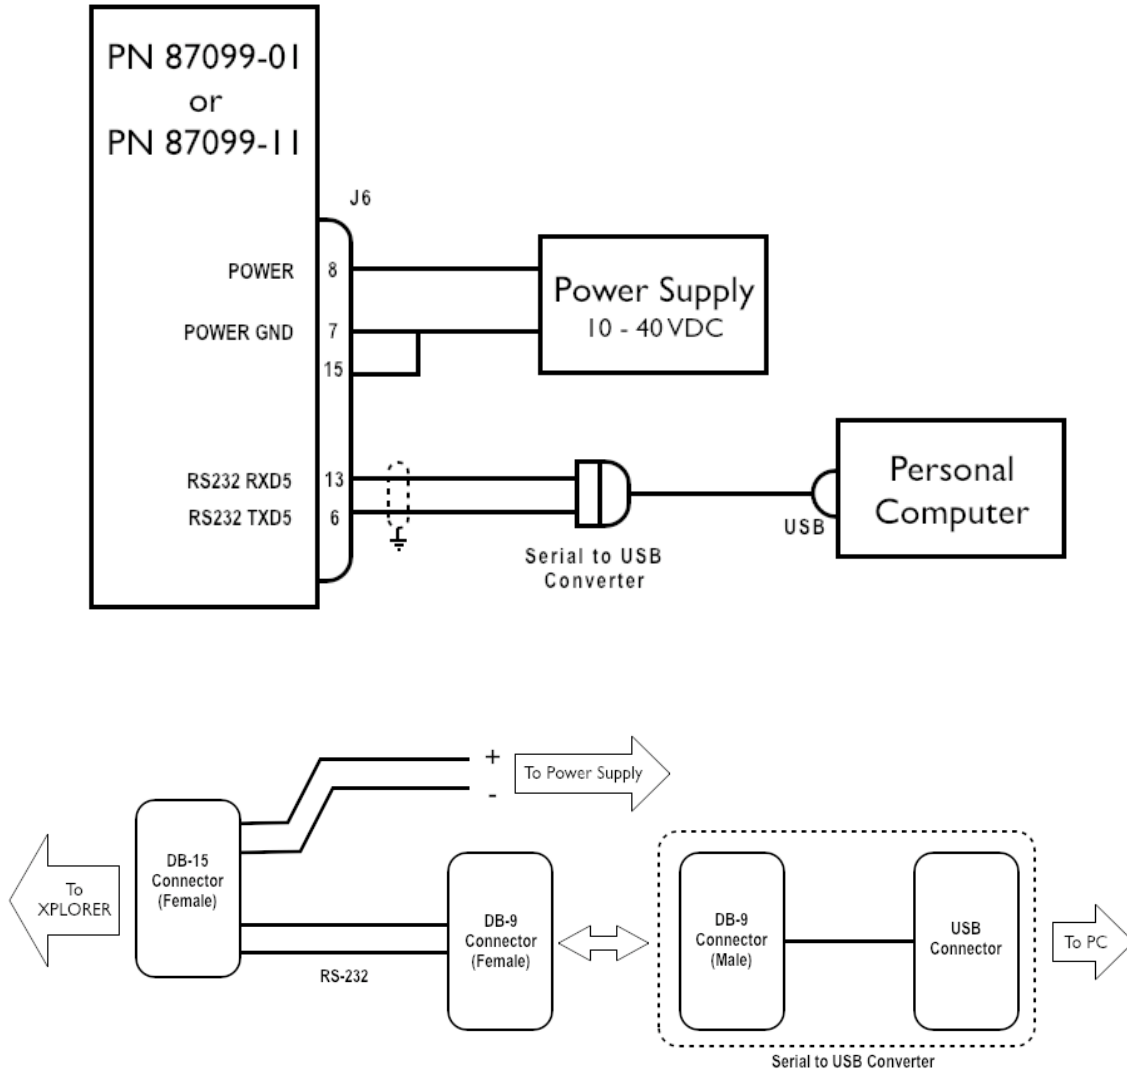 PN 87099-01
or
PN 87099-11
J6
POWER 8
POWER GND 7
15
Power Supply
10 - 40 VDC
RS232 RXD5 13
RS232 TXD5 6
Serial to USB
Converter
USB
Personal
Computer
+
-
To Power Supply
To
XPLORER
DB-15
Connector
(Female)
RS-232
DB-9
Connector
(Female)
DB-9
Connector
(Male)
USB
Connector
To PC
Serial to USB Converter